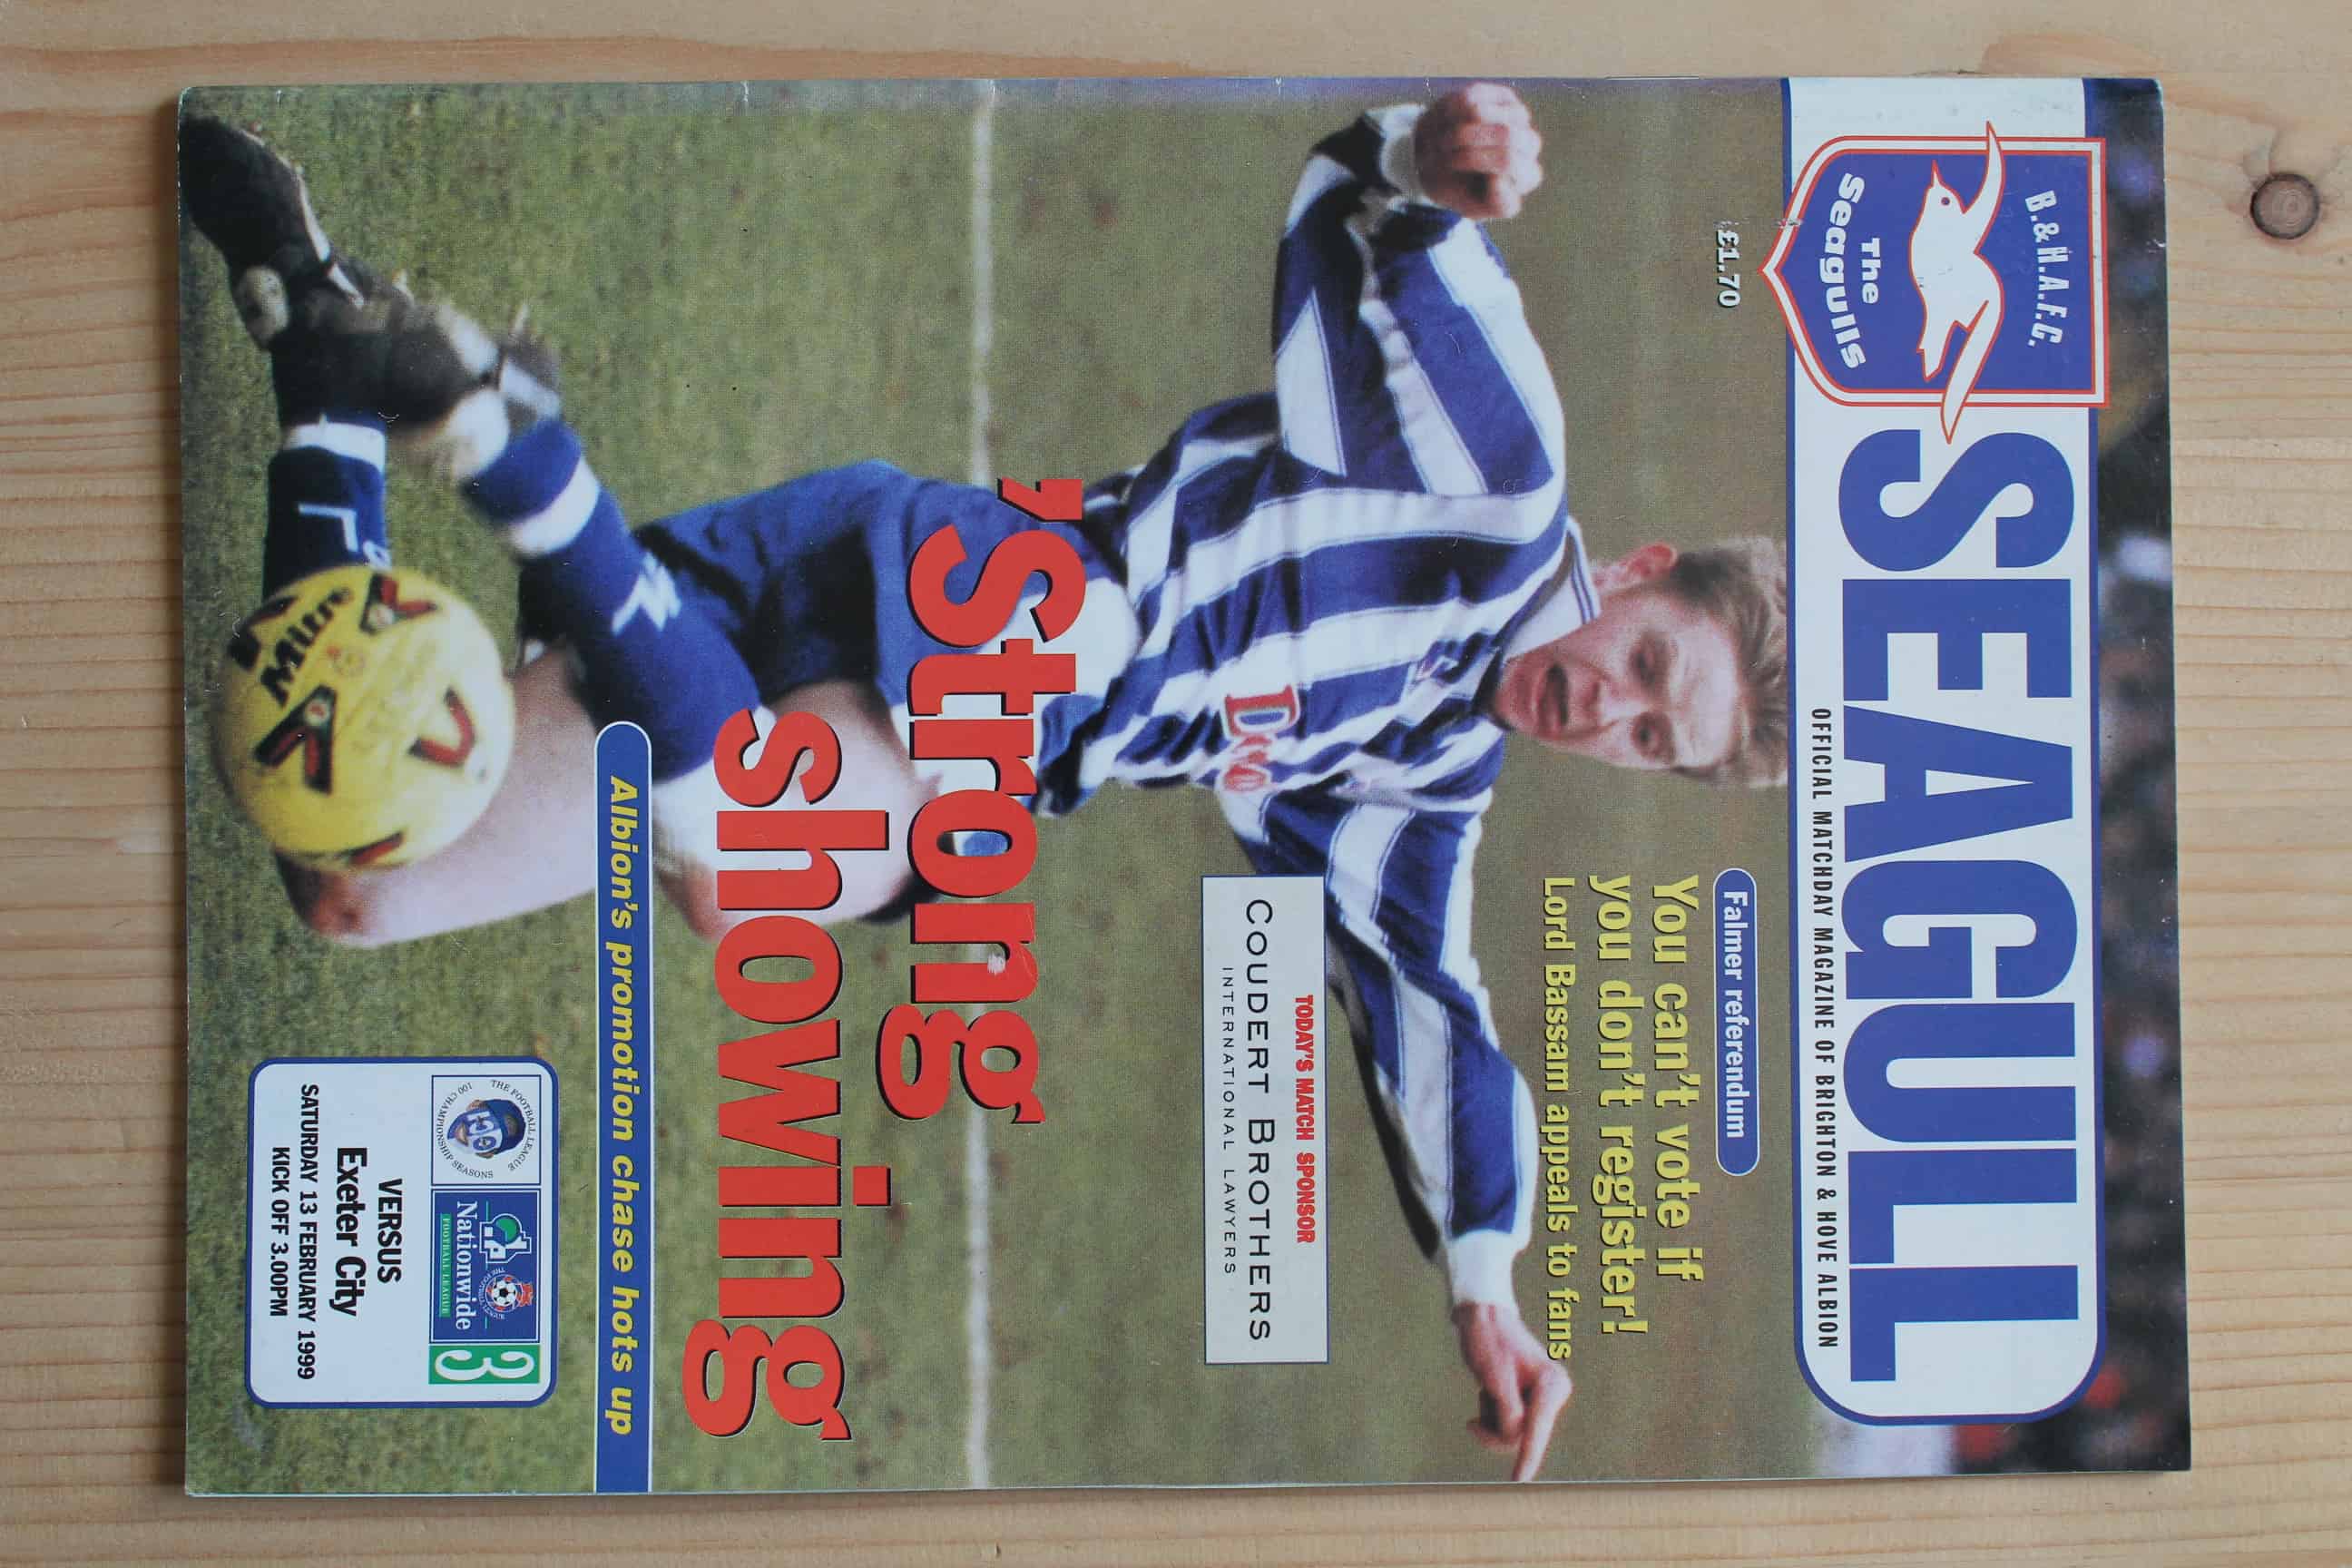 B.&H.A.F.C.
The
Seagulls
SEAGULL
OFFICIAL MATCHDAY MAGAZINE OF BRIGHTON & HOVE ALBION
£1.70
Falmer referendum
You can't vote if
you don't register!
Lord Bassam appeals to fans
TODAY'S MATCH SPONSOR
COUDERT BROTHERS
INTERNATIONAL LAWYERS
'Strong
showing
Albion's promotion chase hots up
THE FOOTBALL LEAGUE
100 CHAMPIONSHIP SEASONS
Nationwide
FOOTBALL LEAGUE
3
VERSUS
Exeter City
SATURDAY 13 FEBRUARY 1999
KICK OFF 3.00PM
Mitre